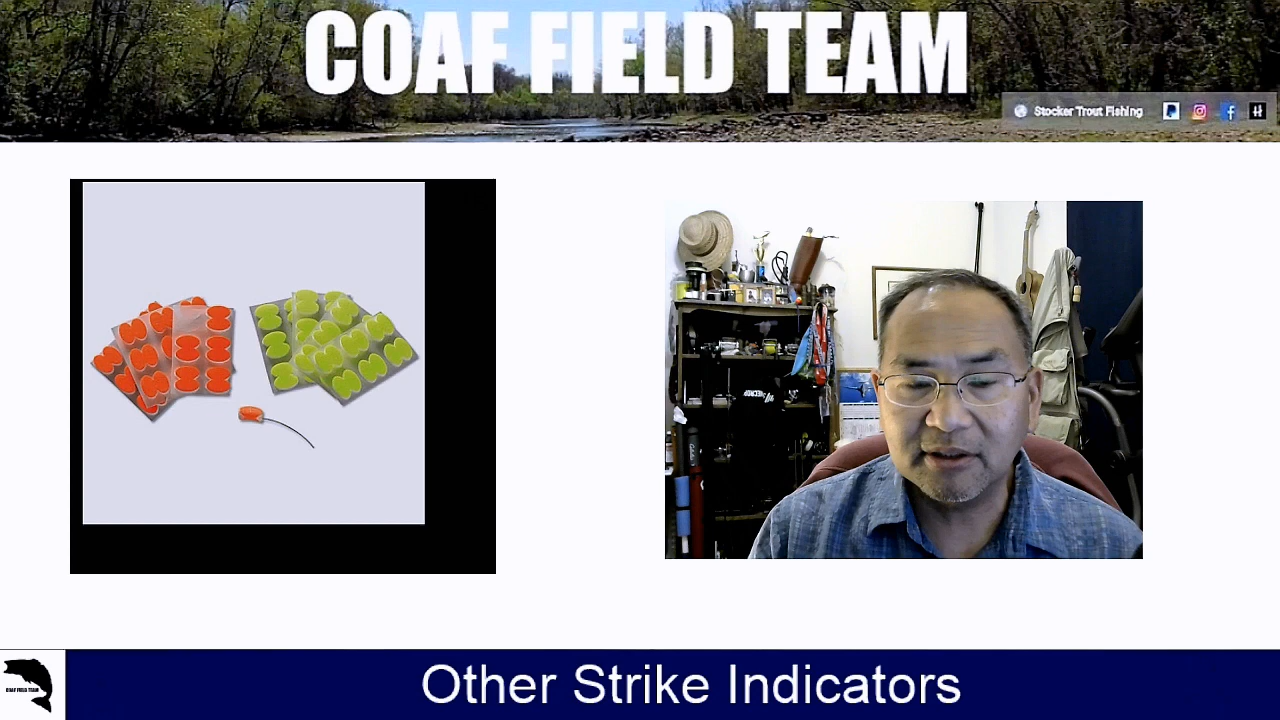 COAF FIELD TEAM
Stocker Trout Fishing
COAF FIELD TEAM
Other Strike Indicators